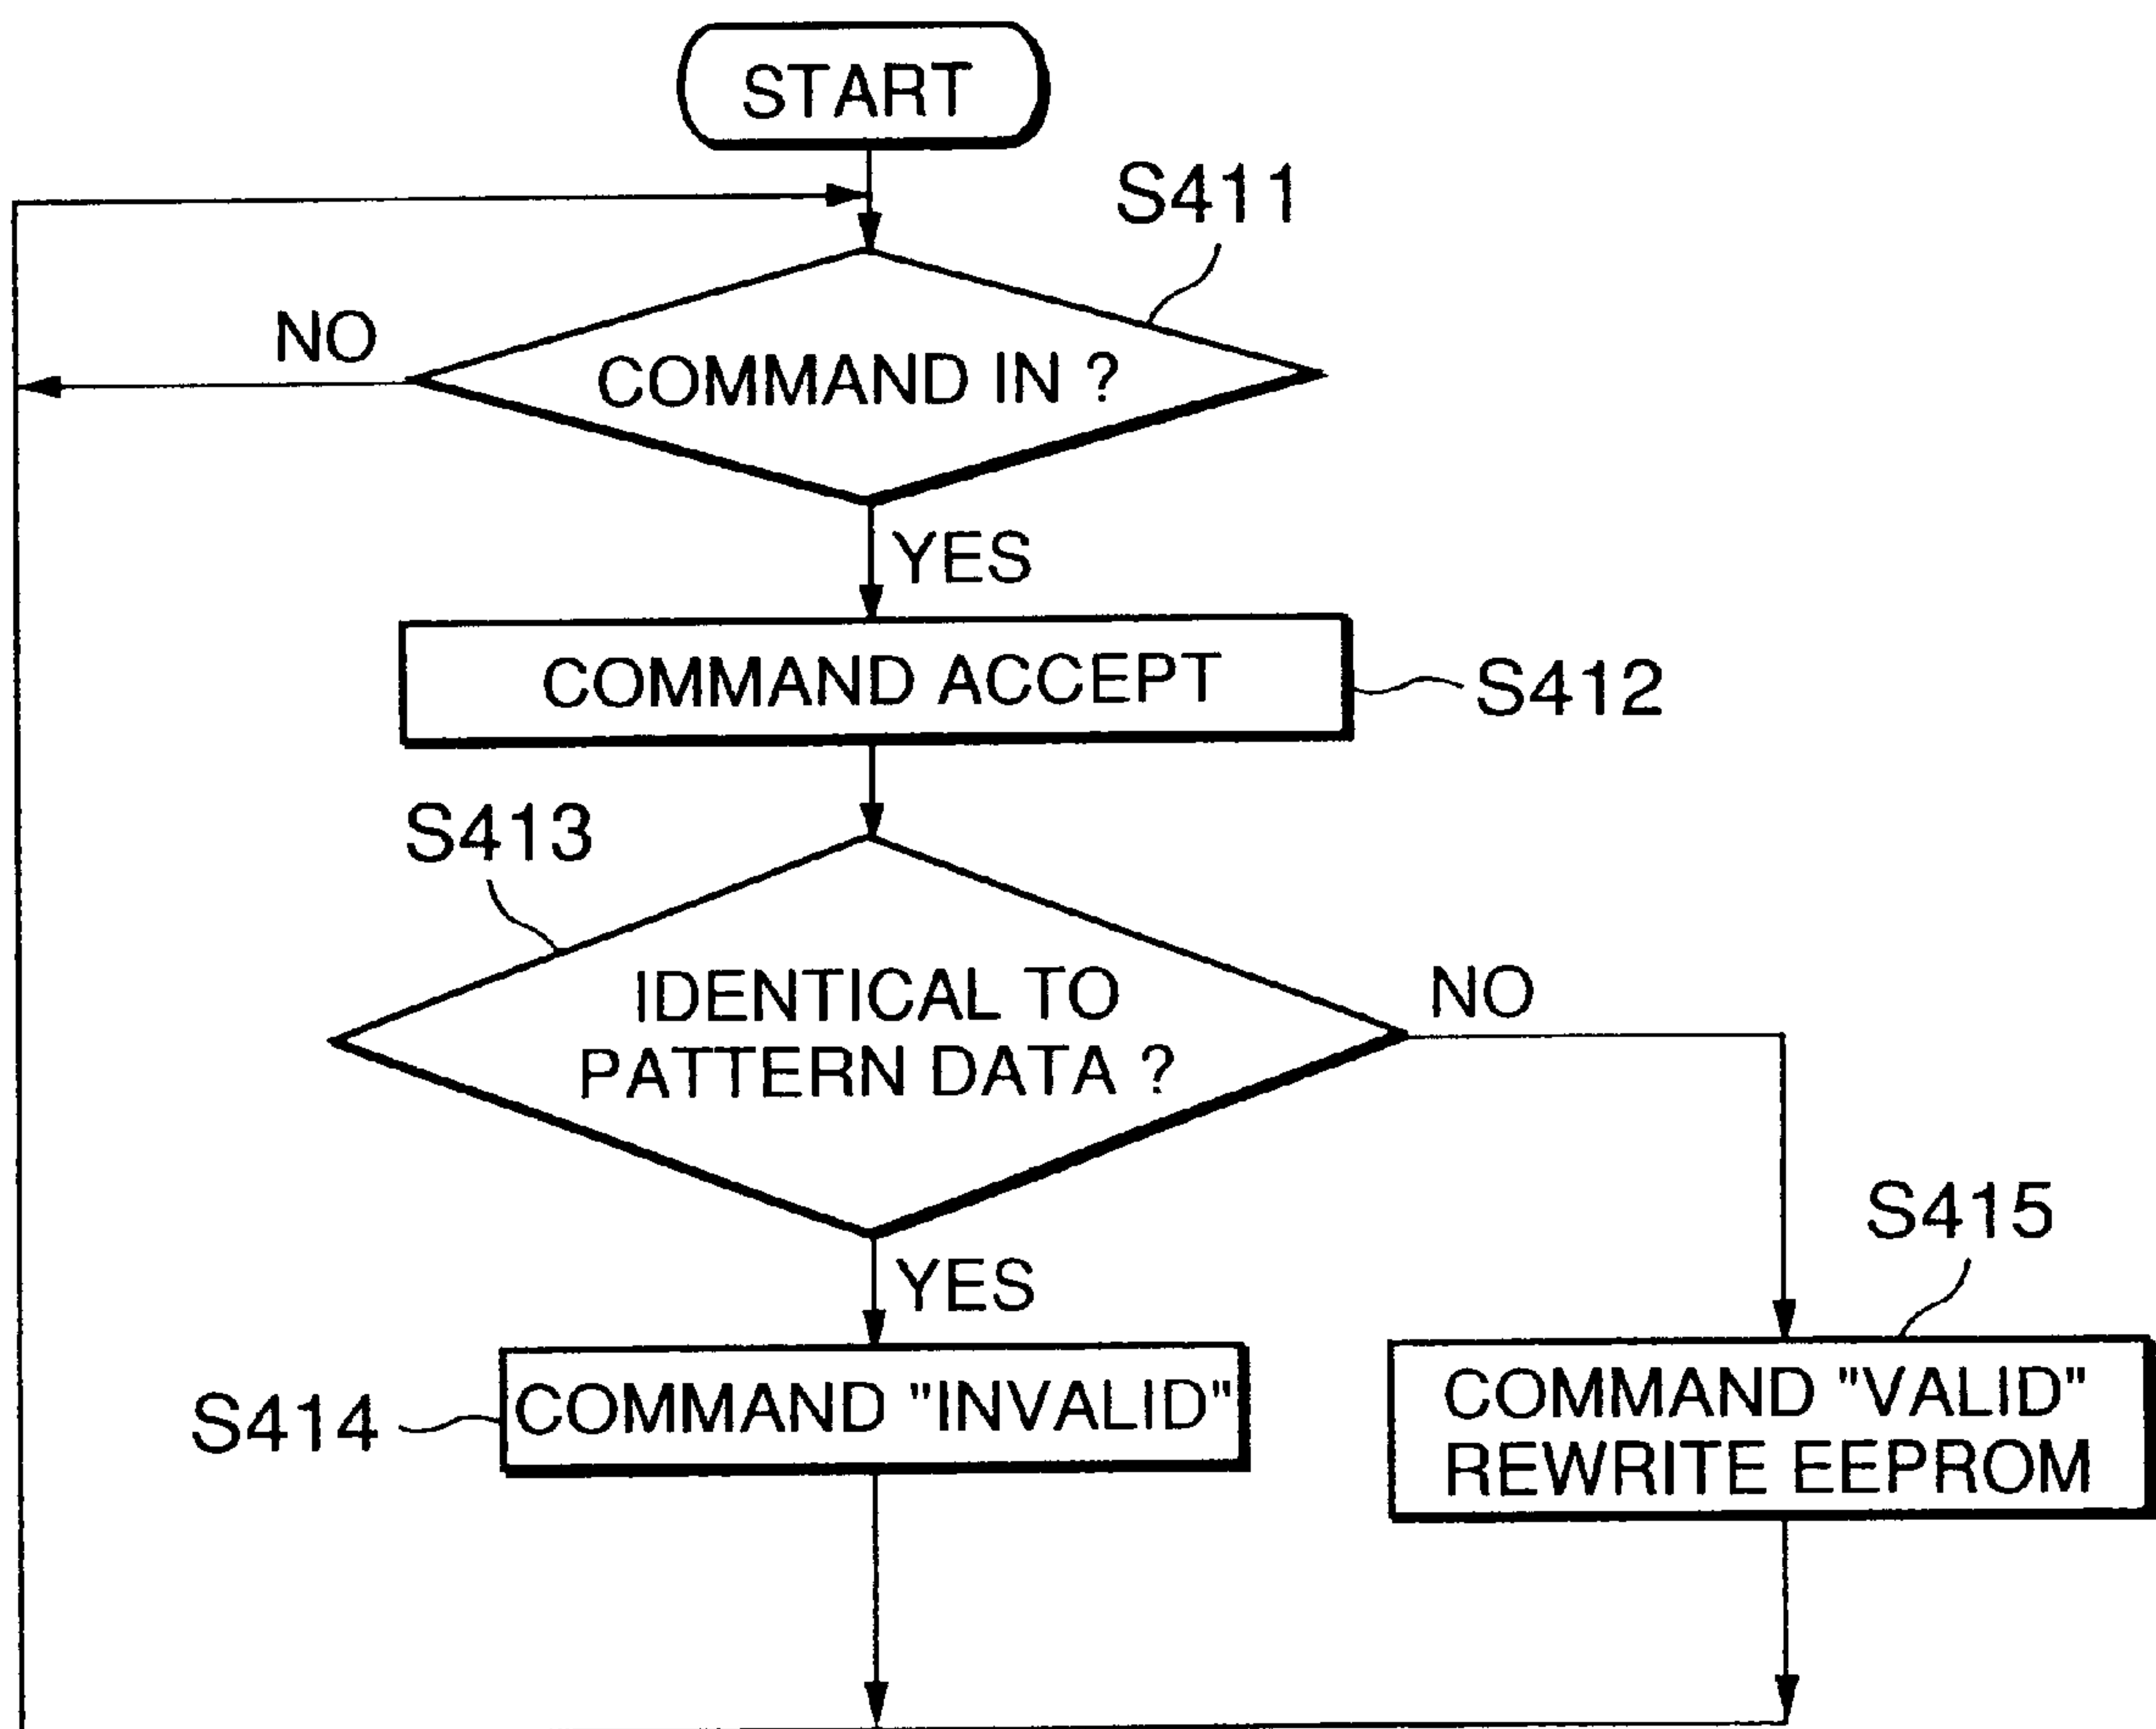 START
S411
NO
COMMAND IN ?
YES
COMMAND ACCEPT
S412
S413
IDENTICAL TO
PATTERN DATA ?
NO
YES
S415
S414
COMMAND "INVALID"
COMMAND "VALID"
REWRITE EEPROM